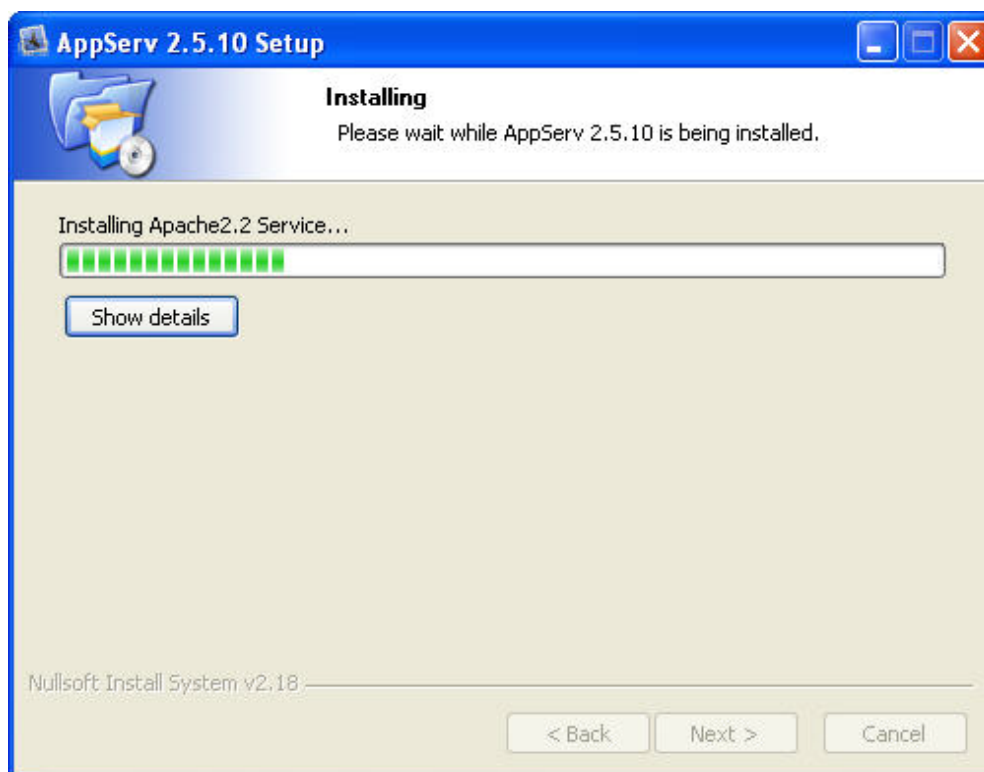 AppServ 2.5.10 Setup
Installing
Please wait while AppServ 2.5.10 is being installed.
Installing Apache2.2 Service...
Show details
Nullsoft Install System v2.18
< Back Next > Cancel